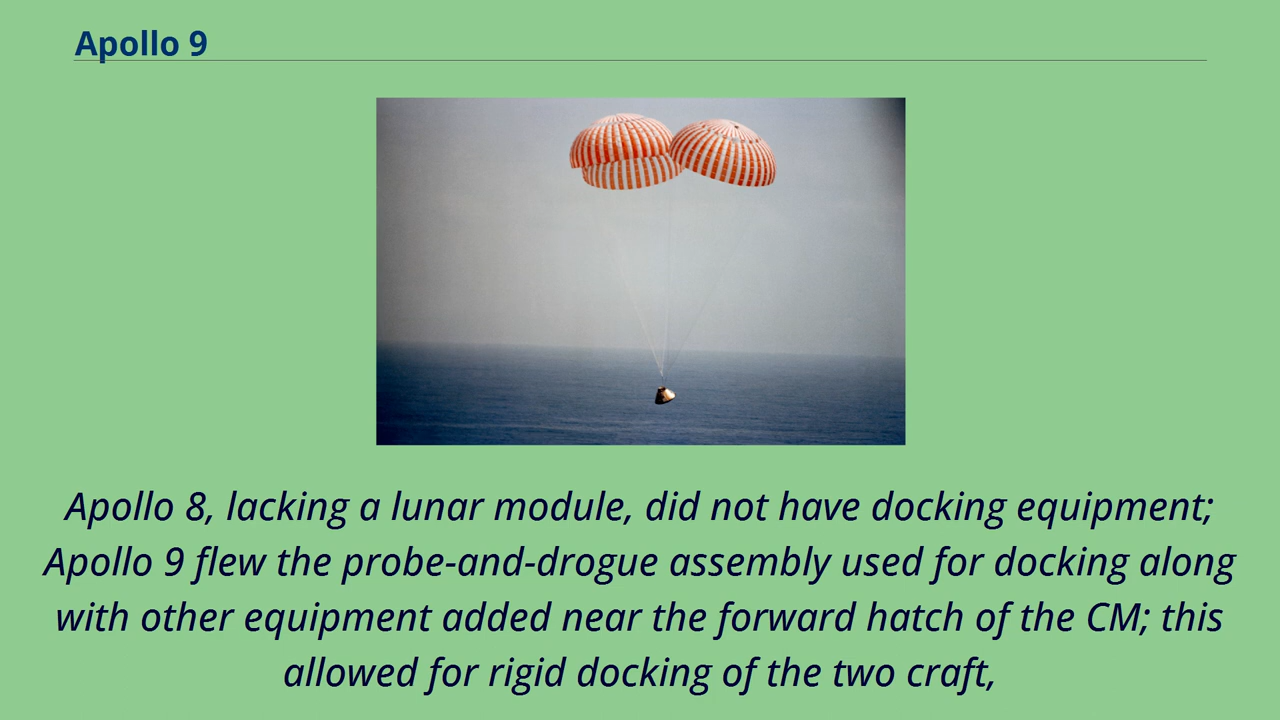 Apollo 9
Apollo 8, lacking a lunar module, did not have docking equipment;
Apollo 9 flew the probe-and-drogue assembly used for docking along
with other equipment added near the forward hatch of the CM; this
allowed for rigid docking of the two craft,